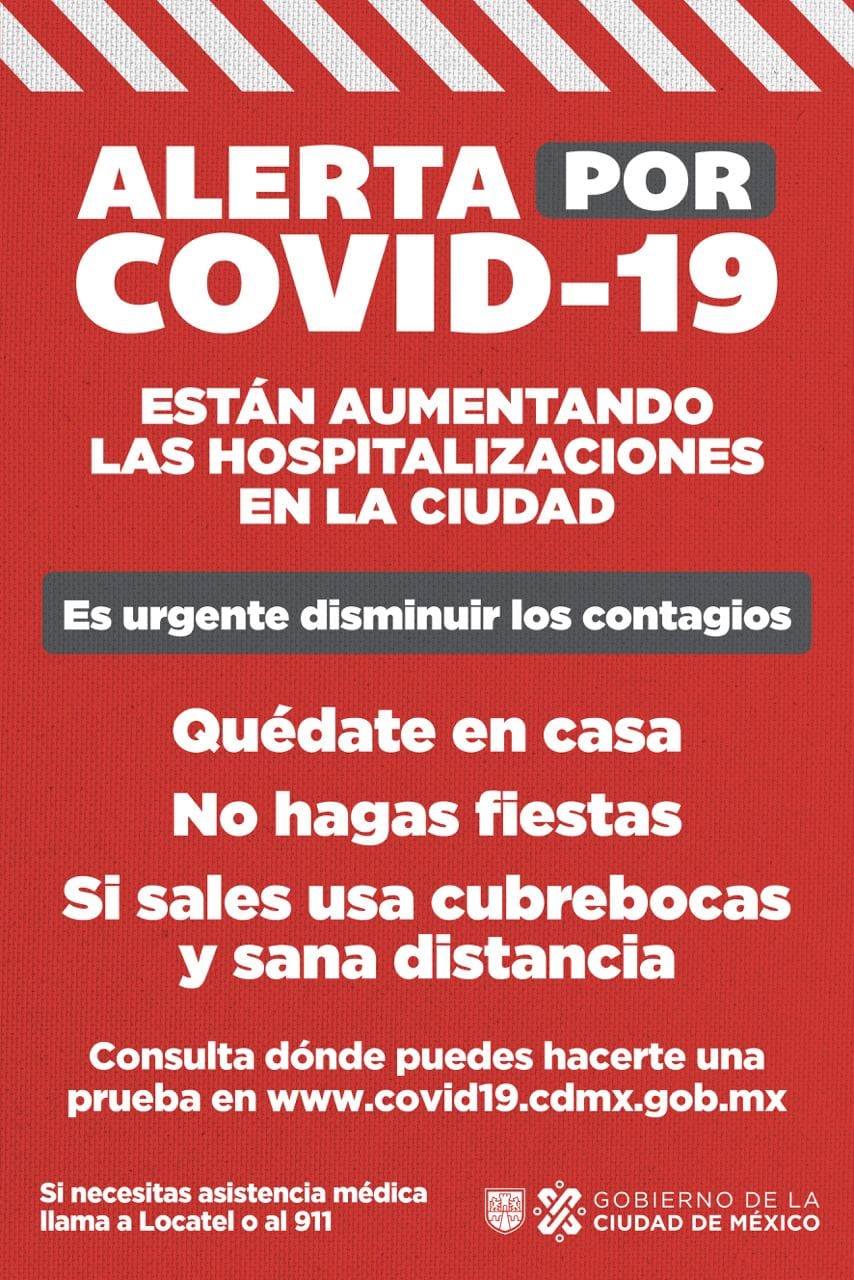 ALERTA POR
COVID-19
ESTÁN AUMENTANDO
LAS HOSPITALIZACIONES
EN LA CIUDAD
Es urgente disminuir los contagios
Quédate en casa
No hagas fiestas
Si sales usa cubrebocas
y sana distancia
Consulta dónde puedes hacerte una
prueba en www.covid19.cdmx.gob.mx
Si necesitas asistencia médica
llama a Locatel o al 911
GOBIERNO DE LA
CIUDAD DE MÉXICO